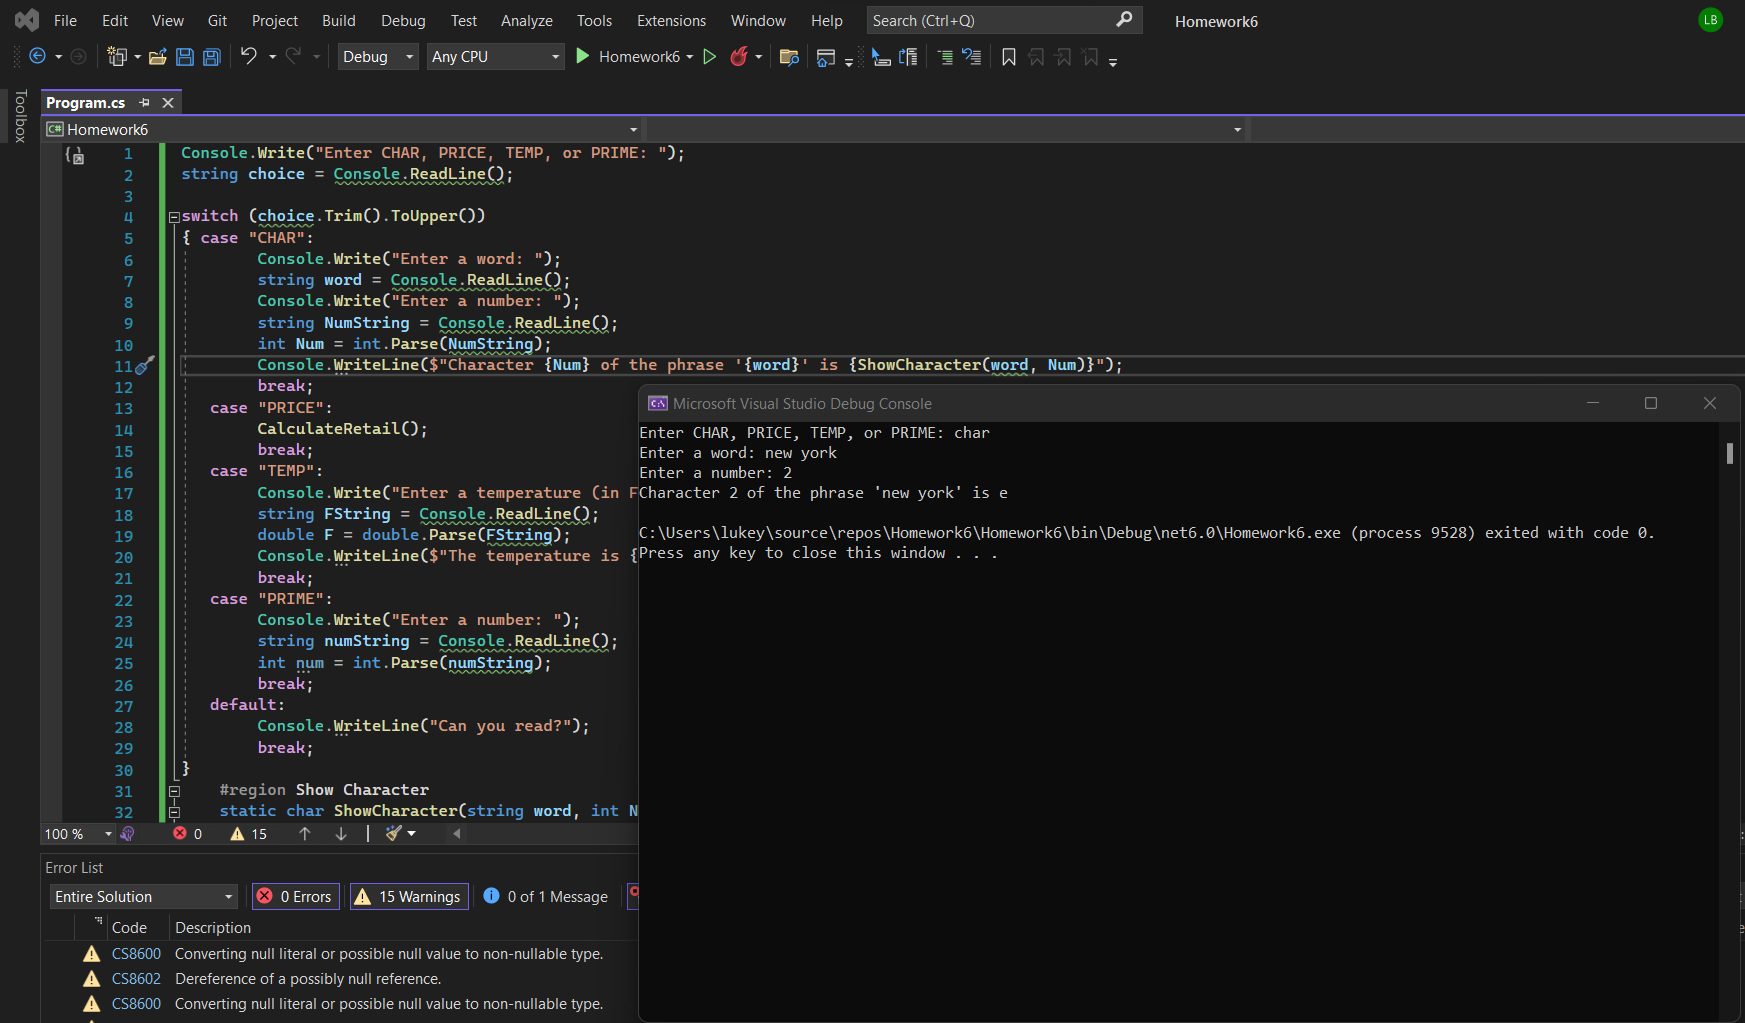 File Edit View Git Project Build Debug Test Analyze Tools Extensions Window Help Search (Ctrl+Q) Homework6 LB
Debug Any CPU Homework6
Toolbox
Program.cs
C# Homework6
1 Console.Write("Enter CHAR, PRICE, TEMP, or PRIME: ");
2 string choice = Console.ReadLine();
3
4 switch (choice.Trim().ToUpper())
5 { case "CHAR":
6 Console.Write("Enter a word: ");
7 string word = Console.ReadLine();
8 Console.Write("Enter a number: ");
9 string NumString = Console.ReadLine();
10 int Num = int.Parse(NumString);
11 Console.WriteLine($"Character {Num} of the phrase '{word}' is {ShowCharacter(word, Num)}");
12 break;
13 case "PRICE":
14 CalculateRetail();
15 break;
16 case "TEMP":
17 Console.Write("Enter a temperature (in F
18 string FString = Console.ReadLine();
19 double F = double.Parse(FString);
20 Console.WriteLine($"The temperature is {
21 break;
22 case "PRIME":
23 Console.Write("Enter a number: ");
24 string numString = Console.ReadLine();
25 int num = int.Parse(numString);
26 break;
27 default:
28 Console.WriteLine("Can you read?");
29 break;
30 }
31 #region Show Character
32 static char ShowCharacter(string word, int N
Microsoft Visual Studio Debug Console
Enter CHAR, PRICE, TEMP, or PRIME: char
Enter a word: new york
Enter a number: 2
Character 2 of the phrase 'new york' is e
C:\Users\lukey\source\repos\Homework6\Homework6\bin\Debug\net6.0\Homework6.exe (process 9528) exited with code 0.
Press any key to close this window . . .
100 % 0 15
Error List
Entire Solution 0 Errors 15 Warnings 0 of 1 Message
Code Description
CS8600 Converting null literal or possible null value to non-nullable type.
CS8602 Dereference of a possibly null reference.
CS8600 Converting null literal or possible null value to non-nullable type.